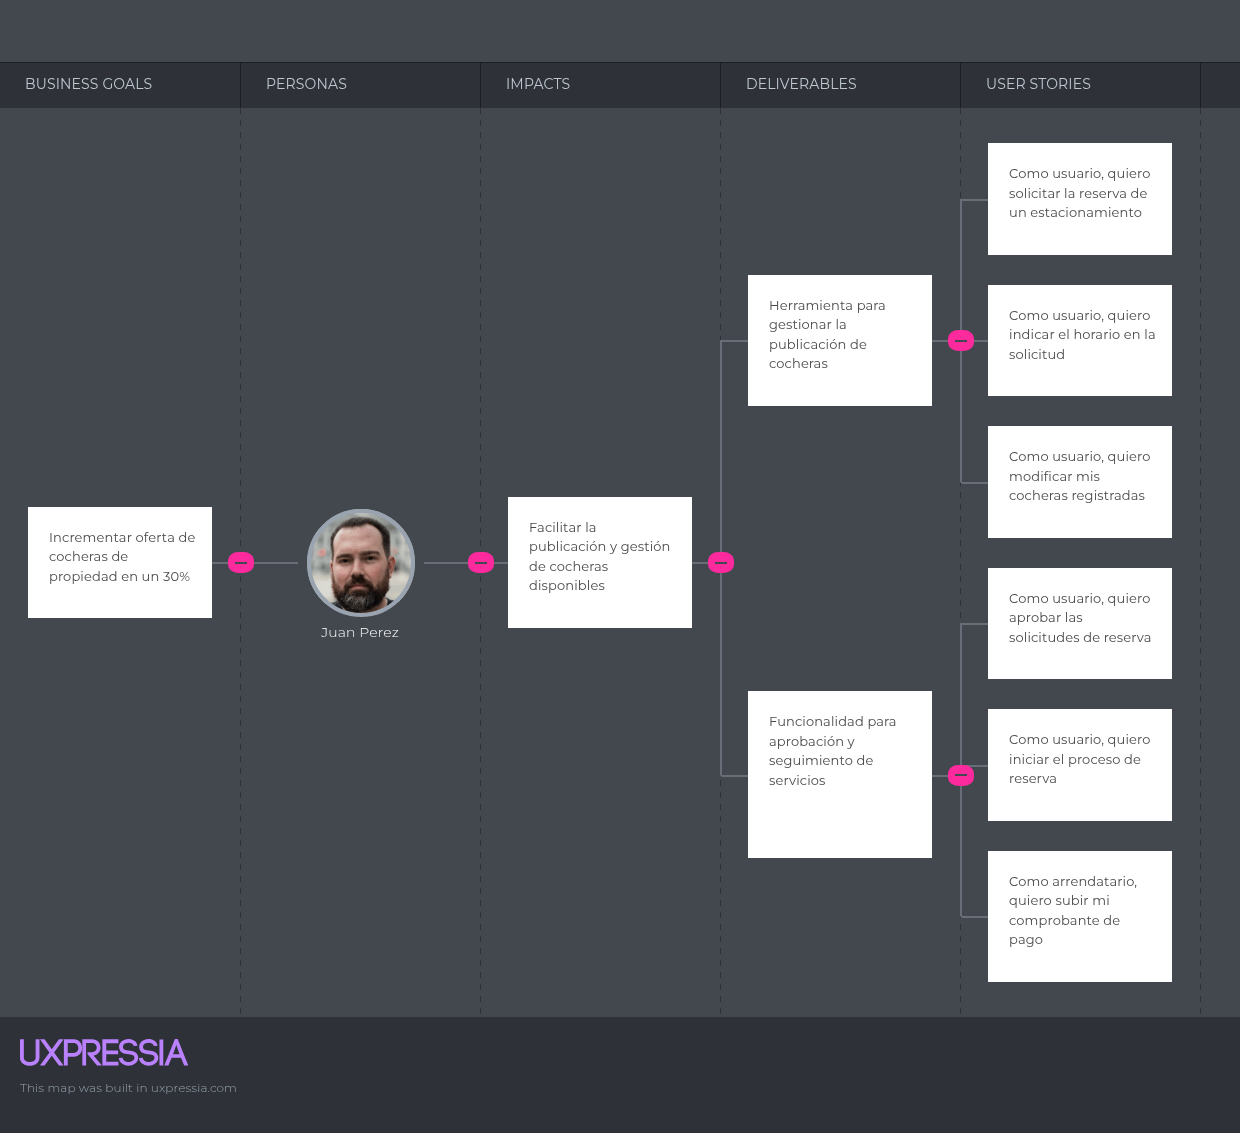 BUSINESS GOALS
PERSONAS
IMPACTS
DELIVERABLES
USER STORIES
Incrementar oferta de
cocheras de
propiedad en un 30%
Juan Perez
Facilitar la
publicación y gestión
de cocheras
disponibles
Herramienta para
gestionar la
publicación de
cocheras
Funcionalidad para
aprobación y
seguimiento de
servicios
Como usuario, quiero
solicitar la reserva de
un estacionamiento
Como usuario, quiero
indicar el horario en la
solicitud
Como usuario, quiero
modificar mis
cocheras registradas
Como usuario, quiero
aprobar las
solicitudes de reserva
Como usuario, quiero
iniciar el proceso de
reserva
Como arrendatario,
quiero subir mi
comprobante de
pago
UXPRESSIA
This map was built in uxpressia.com